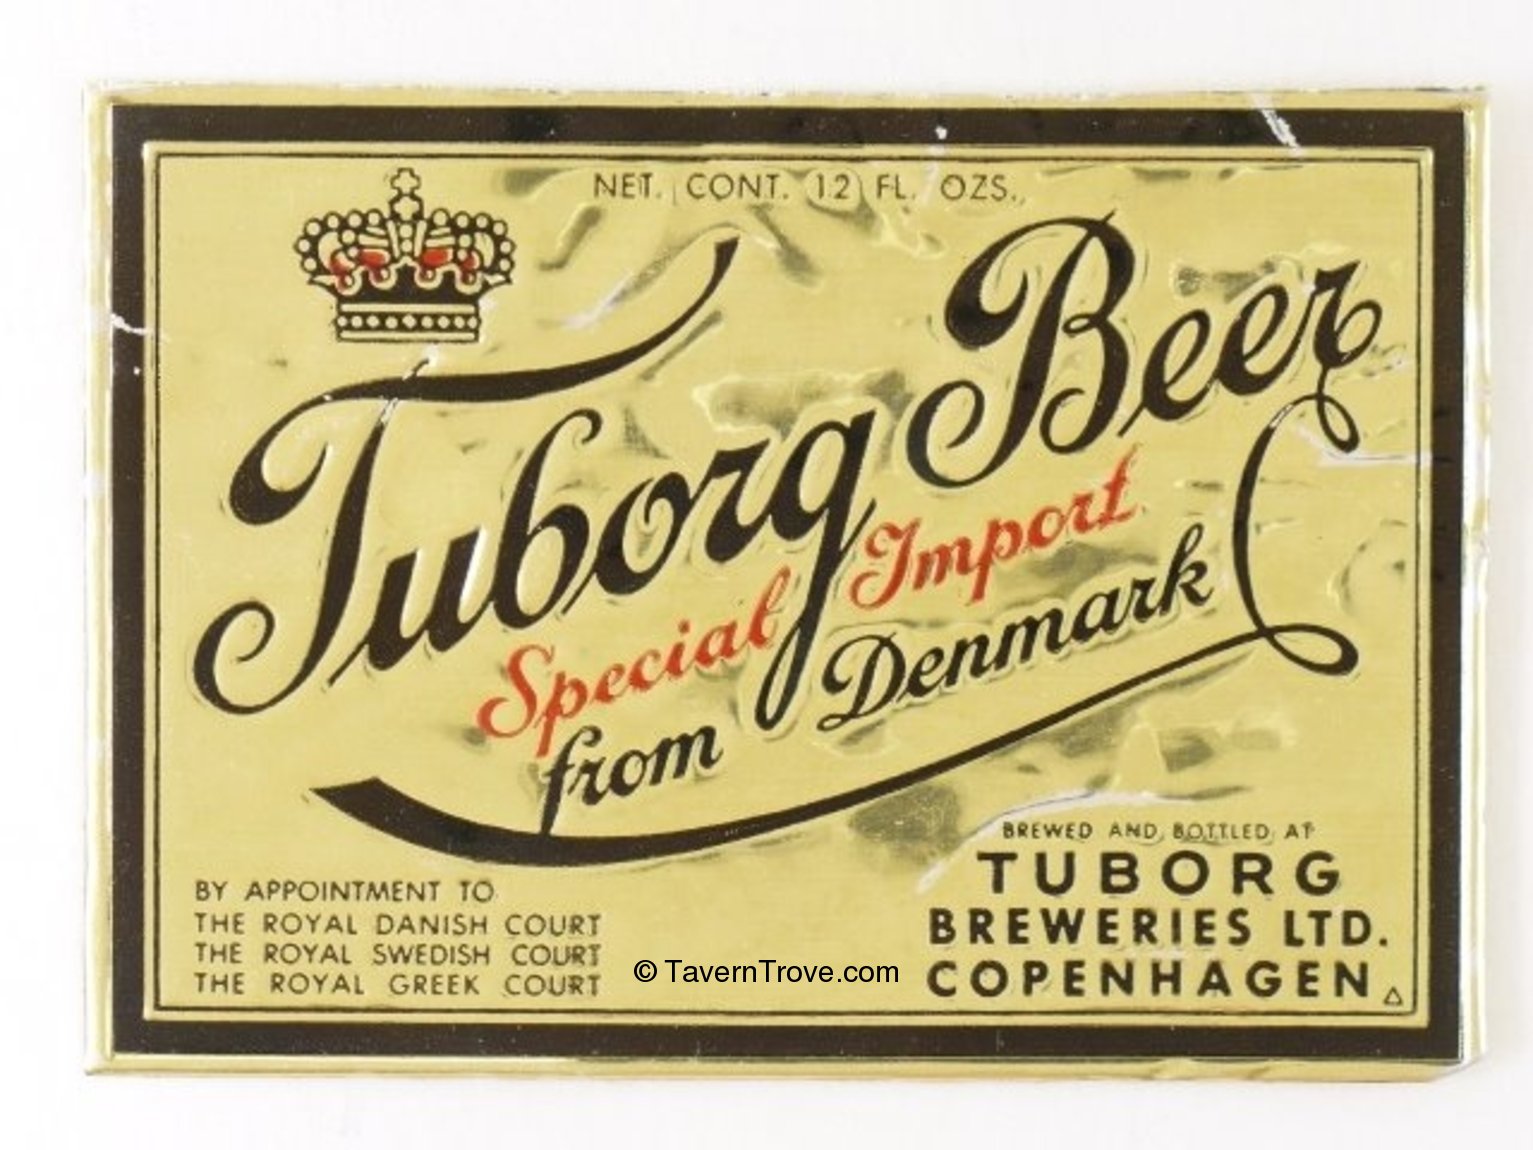 NET. CONT. 12 FL. OZS.
Tuborg Beer
Special Import
from Denmark
BREWED AND BOTTLED AT
TUBORG
BREWERIES LTD.
COPENHAGEN
BY APPOINTMENT TO
THE ROYAL DANISH COURT
THE ROYAL SWEDISH COURT
THE ROYAL GREEK COURT
© TavernTrove.com